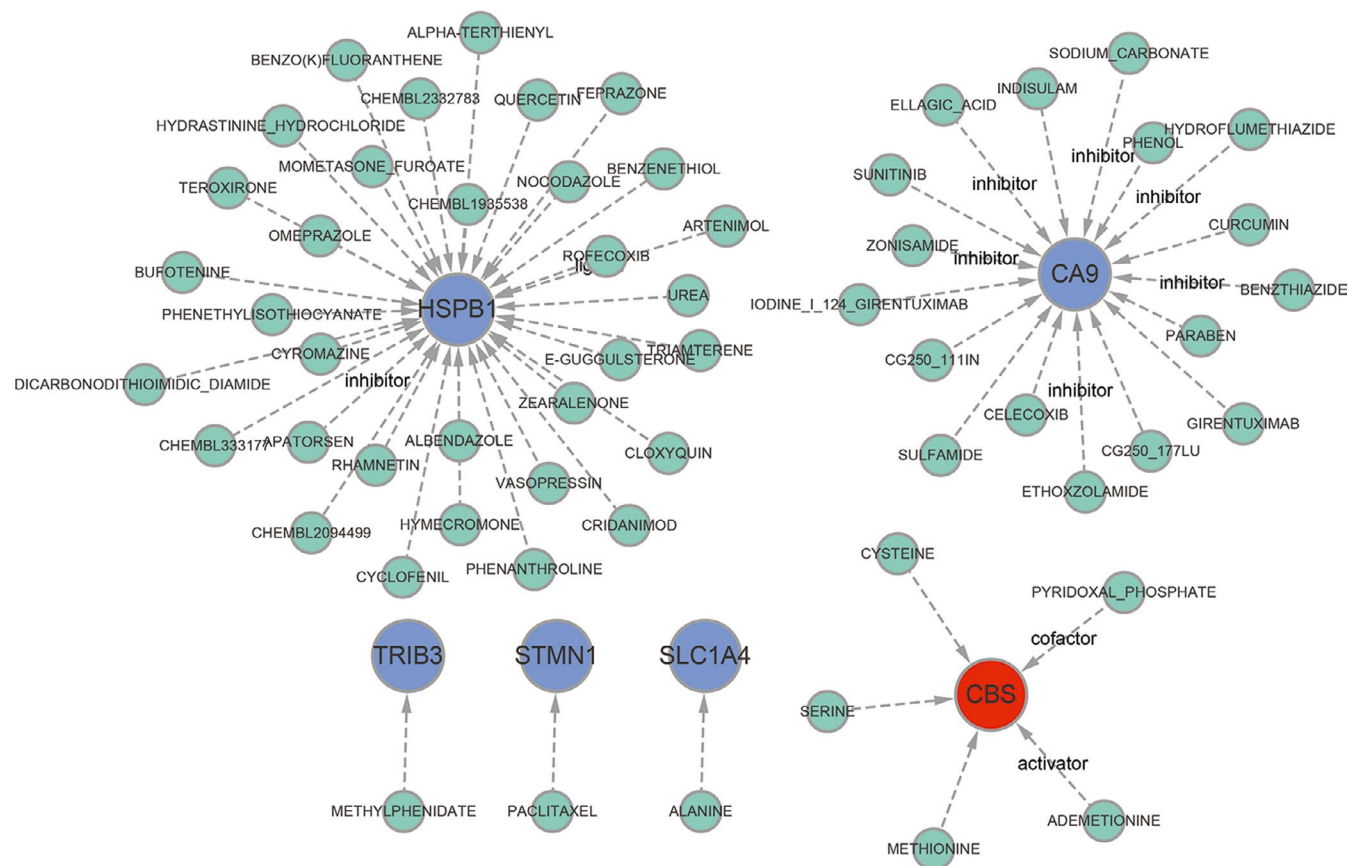 ALPHA-TERTHIENYL
BENZO(K)FLUORANTHENE
CHEMBL2332783
QUERCETIN
FEPRAZONE
HYDRASTININE_HYDROCHLORIDE
MOMETASONE_FUROATE
NOCODAZOLE
BENZENETHIOL
TEROXIRONE
CHEMBL1935538
OMEPRAZOLE
ROFECOXIB
ARTENIMOL
BUFOTENINE
HSPB1
UREA
PHENETHYLISOTHIOCYANATE
CYROMAZINE
E-GUGGULSTERONE
TRIAMTERENE
DICARBONODITHIOIMIDIC_DIAMIDE
inhibitor
ZEARALENONE
CHEMBL333177
APATORSEN
ALBENDAZOLE
CLOXYQUIN
RHAMNETIN
VASOPRESSIN
CHEMBL2094499
HYMECROMONE
CRIDANIMOD
CYCLOFENIL
PHENANTHROLINE
SODIUM_CARBONATE
INDISULAM
ELLAGIC_ACID
HYDROFLUMETHIAZIDE
PHENOL
inhibitor
SUNITINIB
inhibitor
inhibitor
CURCUMIN
ZONISAMIDE
inhibitor
CA9
inhibitor
BENZTHIAZIDE
IODINE_I_124_GIRENTUXIMAB
PARABEN
CG250_111IN
inhibitor
CELECOXIB
GIRENTUXIMAB
SULFAMIDE
CG250_177LU
ETHOXZOLAMIDE
TRIB3
STMN1
SLC1A4
METHYLPHENIDATE
PACLITAXEL
ALANINE
CYSTEINE
PYRIDOXAL_PHOSPHATE
cofactor
CBS
SERINE
activator
ADEMETIONINE
METHIONINE